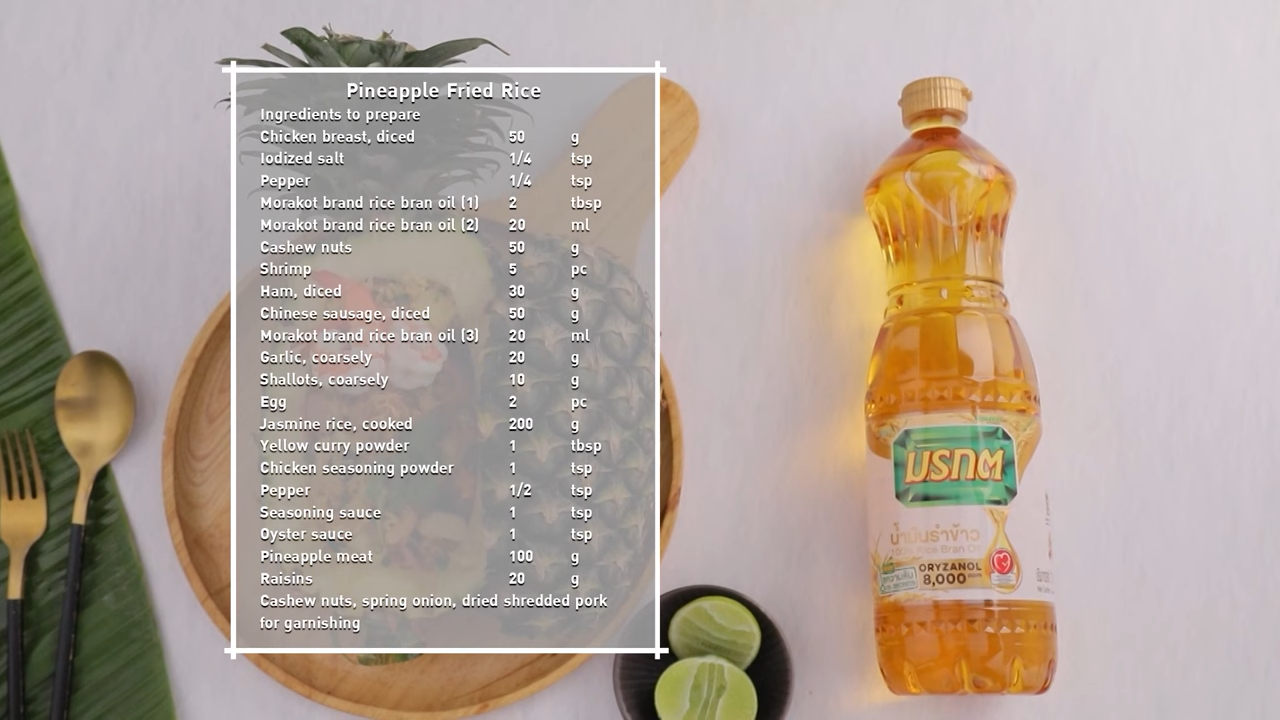 Pineapple Fried Rice
Ingredients to prepare
Chicken breast, diced 50 g
Iodized salt 1/4 tsp
Pepper 1/4 tsp
Morakot brand rice bran oil (1) 2 tbsp
Morakot brand rice bran oil (2) 20 ml
Cashew nuts 50 g
Shrimp 5 pc
Ham, diced 30 g
Chinese sausage, diced 50 g
Morakot brand rice bran oil (3) 20 ml
Garlic, coarsely 20 g
Shallots, coarsely 10 g
Egg 2 pc
Jasmine rice, cooked 200 g
Yellow curry powder 1 tbsp
Chicken seasoning powder 1 tsp
Pepper 1/2 tsp
Seasoning sauce 1 tsp
Oyster sauce 1 tsp
Pineapple meat 100 g
Raisins 20 g
Cashew nuts, spring onion, dried shredded pork
for garnishing
มรกต
น้ำมันรำข้าว
Rice Bran Oil
ORYZANOL
8,000